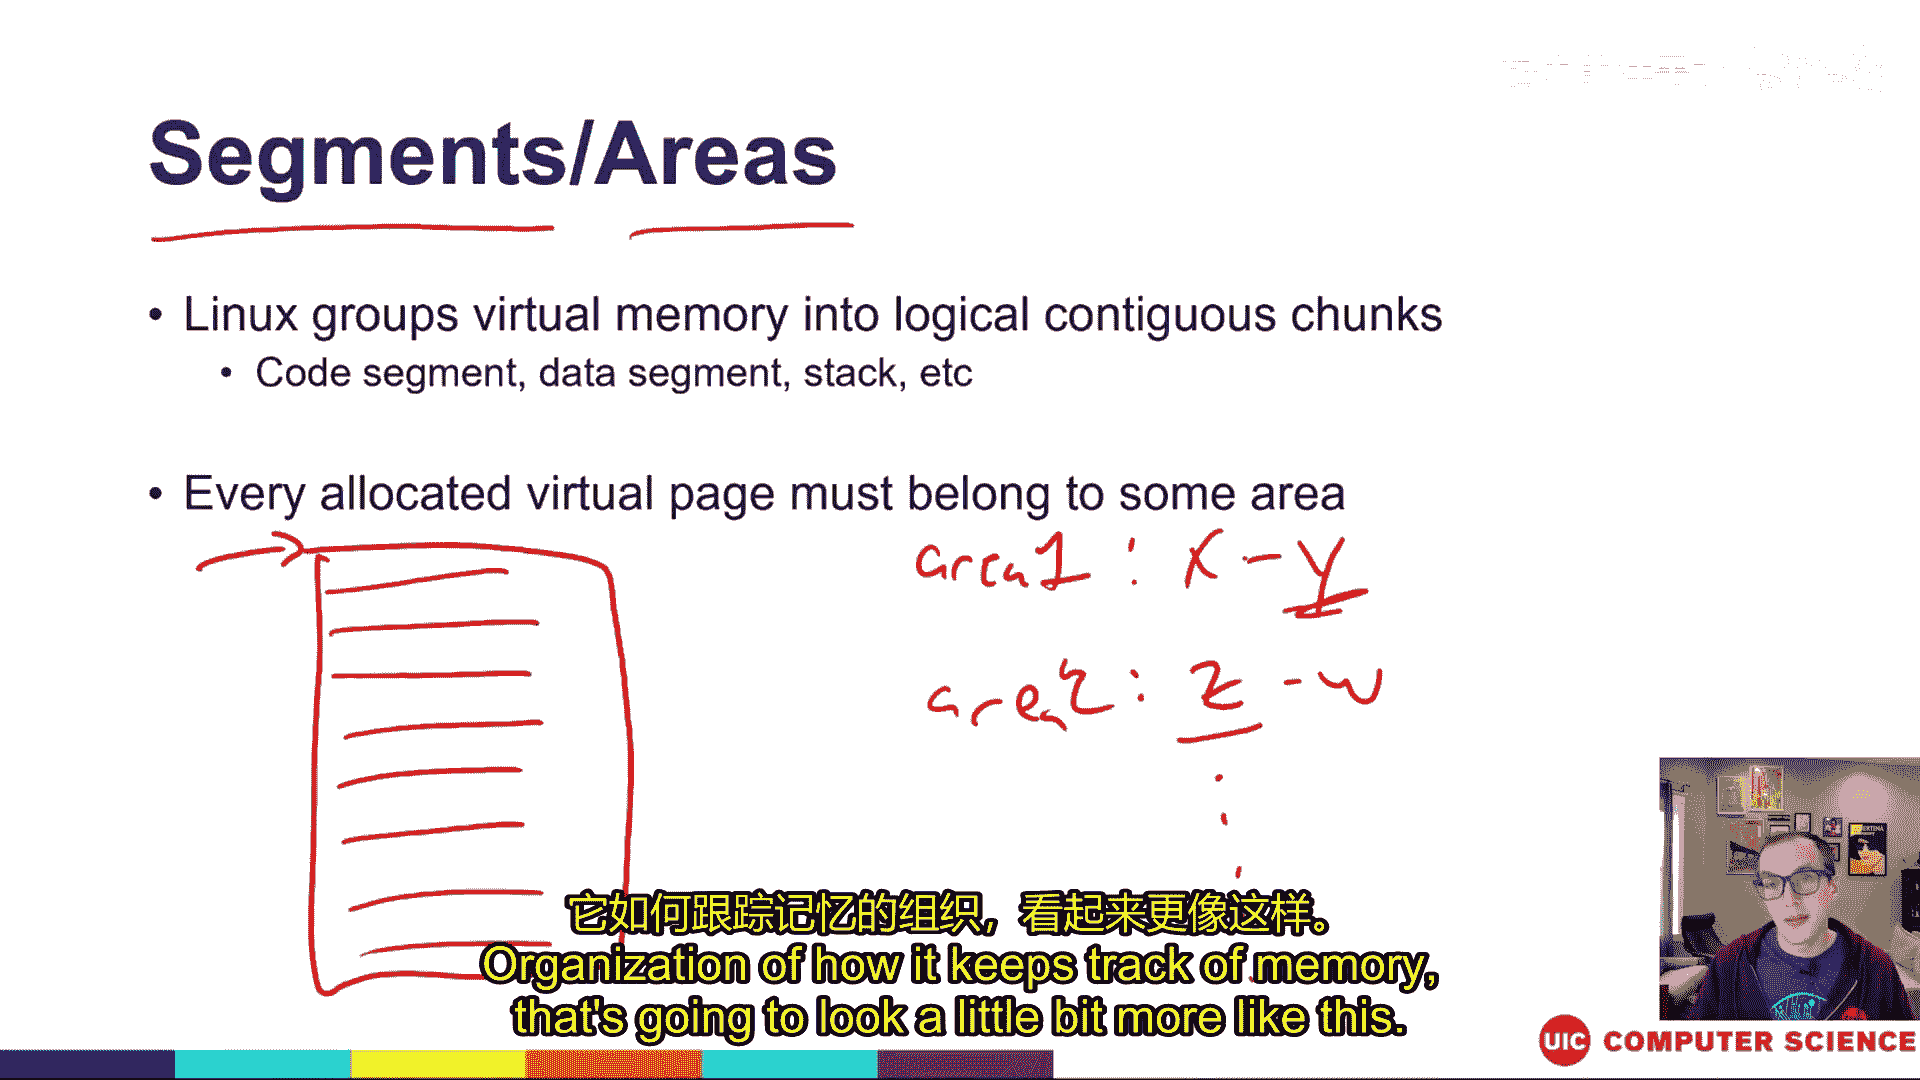 Segments/Areas
• Linux groups virtual memory into logical contiguous chunks
• Code segment, data segment, stack, etc
• Every allocated virtual page must belong to some area
area1 : x - y
area2 : z - w
它如何跟踪记忆的组织，看起来更像这样。
Organization of how it keeps track of memory,
that's going to look a little bit more like this.
UIC COMPUTER SCIENCE